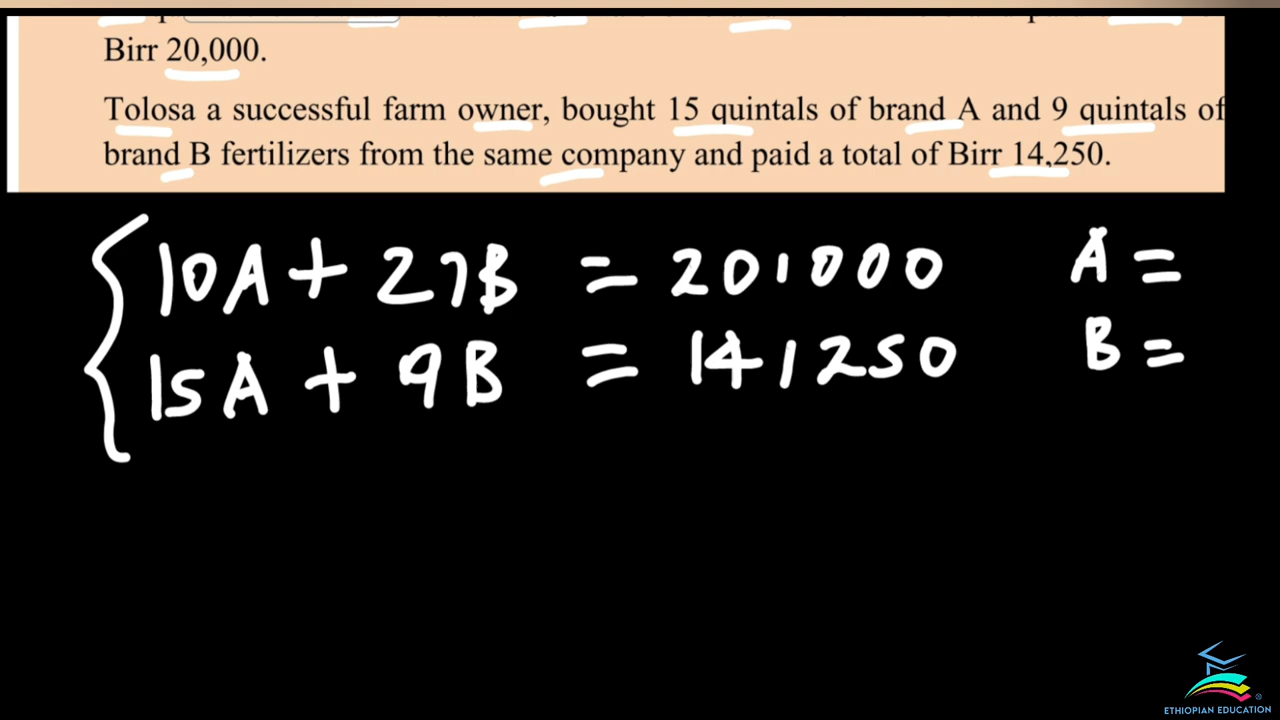 Birr 20,000.
Tolosa a successful farm owner, bought 15 quintals of brand A and 9 quintals of
brand B fertilizers from the same company and paid a total of Birr 14,250.
10A + 27B = 20,000 A =
15A + 9B = 14,250 B =
ETHIOPIAN EDUCATION